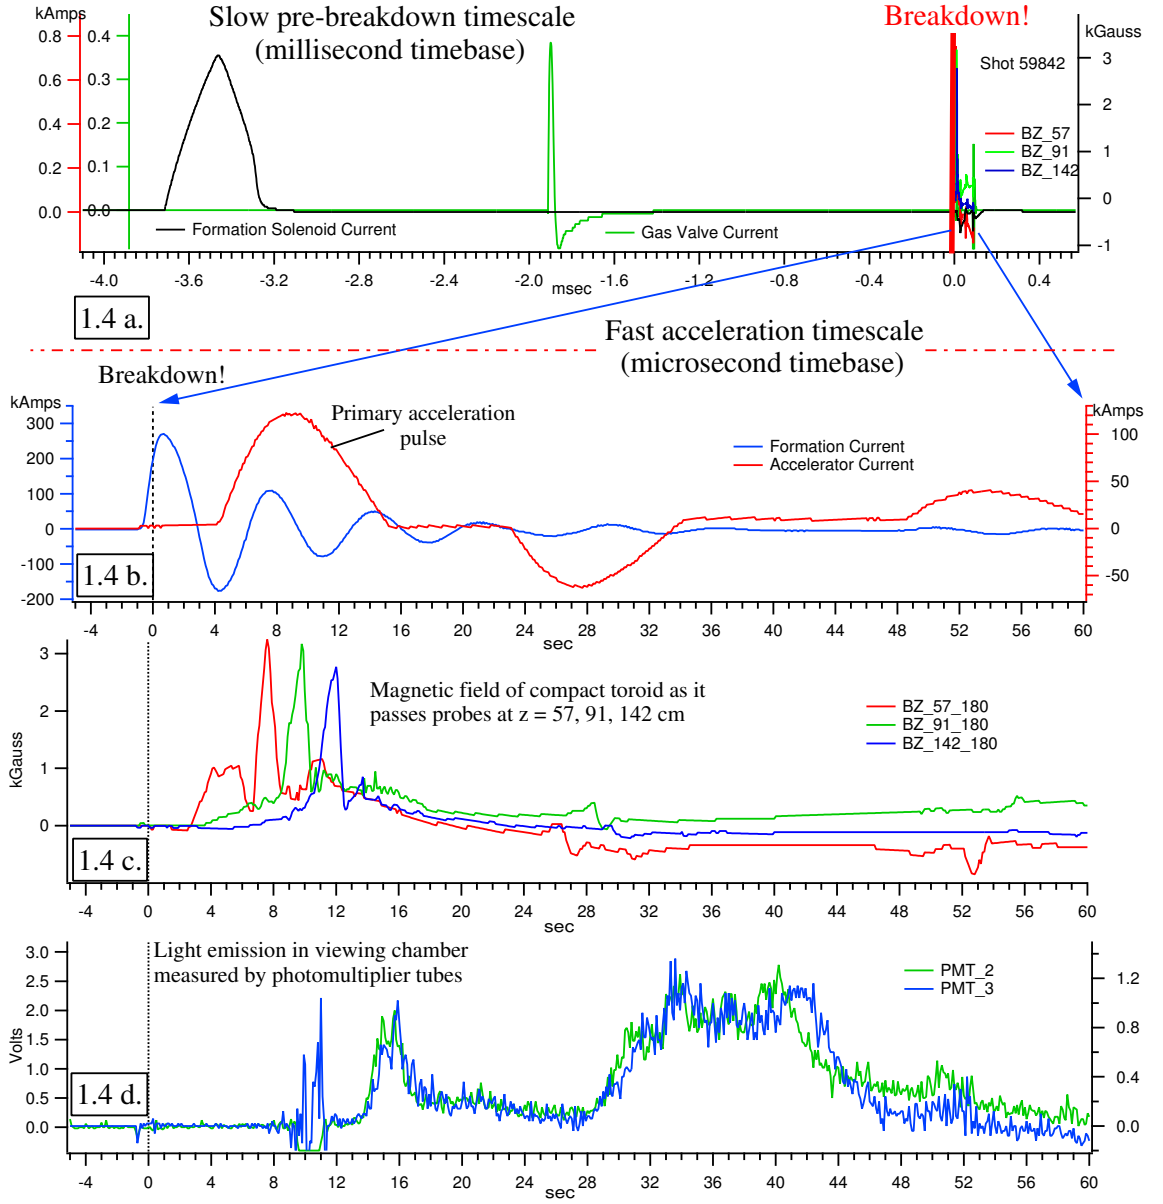 kAmps
Slow pre-breakdown timescale
(millisecond timebase)
Breakdown!
kGauss
0.8
0.6
0.4
0.2
0.0
0.4
0.3
0.2
0.1
0.0
Shot 59842
3
2
1
0
-1
BZ_57
BZ_91
BZ_142
Formation Solenoid Current
Gas Valve Current
-4.0
-3.6
-3.2
-2.8
-2.4
-2.0
-1.6
-1.2
-0.8
-0.4
0.0
0.4
msec
1.4 a.
Fast acceleration timescale
(microsecond timebase)
Breakdown!
kAmps
kAmps
300
200
100
0
-100
-200
Primary acceleration
pulse
Formation Current
Accelerator Current
100
50
0
-50
1.4 b.
-4
0
4
8
12
16
20
24
28
32
36
40
44
48
52
56
60
sec
3
2
1
0
kGauss
Magnetic field of compact toroid as it
passes probes at z = 57, 91, 142 cm
BZ_57_180
BZ_91_180
BZ_142_180
1.4 c.
-4
0
4
8
12
16
20
24
28
32
36
40
44
48
52
56
60
sec
Light emission in viewing chamber
measured by photomultiplier tubes
3.0
2.5
2.0
1.5
1.0
0.5
0.0
Volts
PMT_2
PMT_3
1.2
0.8
0.4
0.0
1.4 d.
-4
0
4
8
12
16
20
24
28
32
36
40
44
48
52
56
60
sec